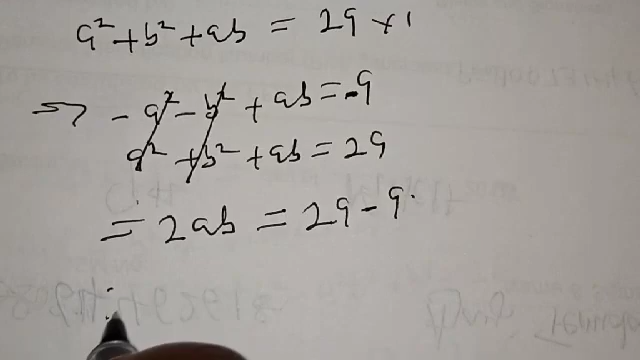 a² + b² + ab = 29 × 1
⇒ - a² - b² + ab = -9
a² + b² + ab = 29
= 2ab = 29 - 9.